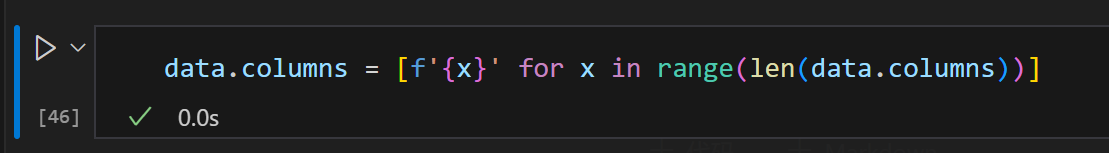 data.columns = [f'{x}' for x in range(len(data.columns))]
[46]
0.0s